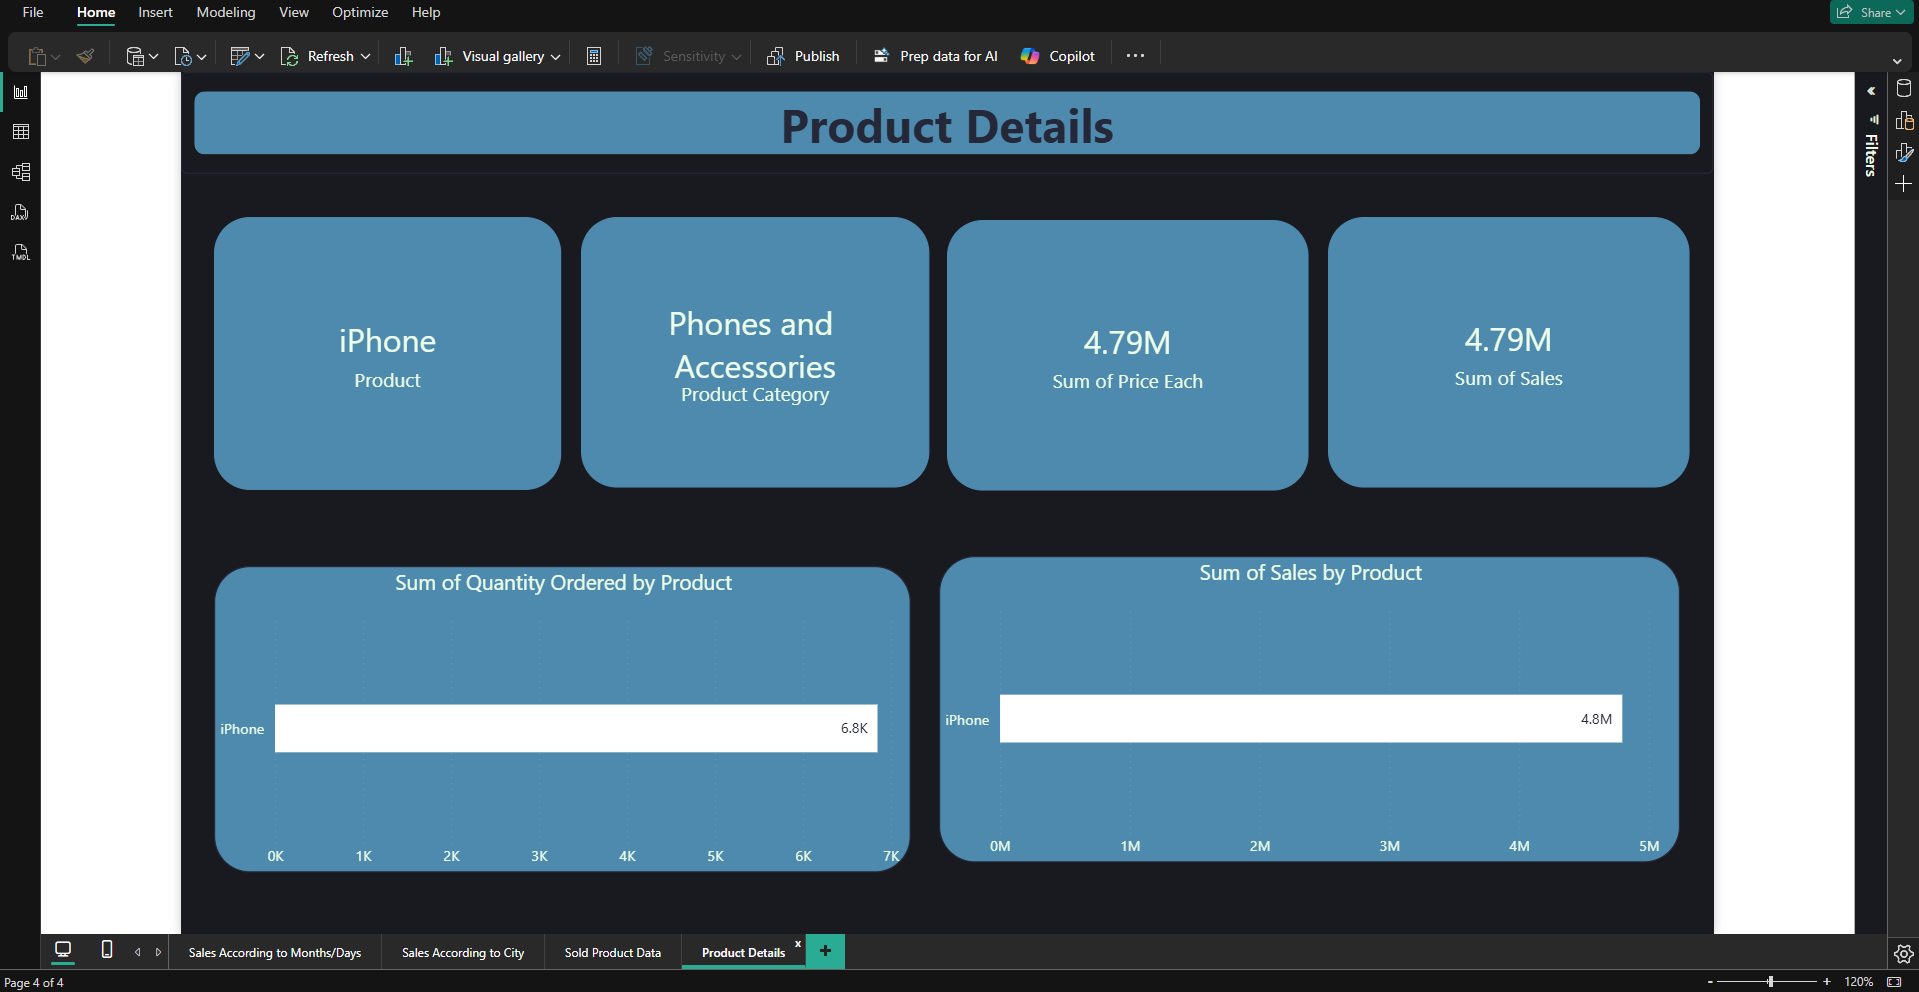 File Home Insert Modeling View Optimize Help Share
Refresh Visual gallery Sensitivity Publish Prep data for AI Copilot ...
DAX
TMDL
Filters
Product Details
iPhone
Product
Phones and
Accessories
Product Category
4.79M
Sum of Price Each
4.79M
Sum of Sales
Sum of Quantity Ordered by Product
iPhone
6.8K
0K 1K 2K 3K 4K 5K 6K 7K
Sum of Sales by Product
iPhone
4.8M
0M 1M 2M 3M 4M 5M
Sales According to Months/Days Sales According to City Sold Product Data Product Details x +
Page 4 of 4
- + 120%